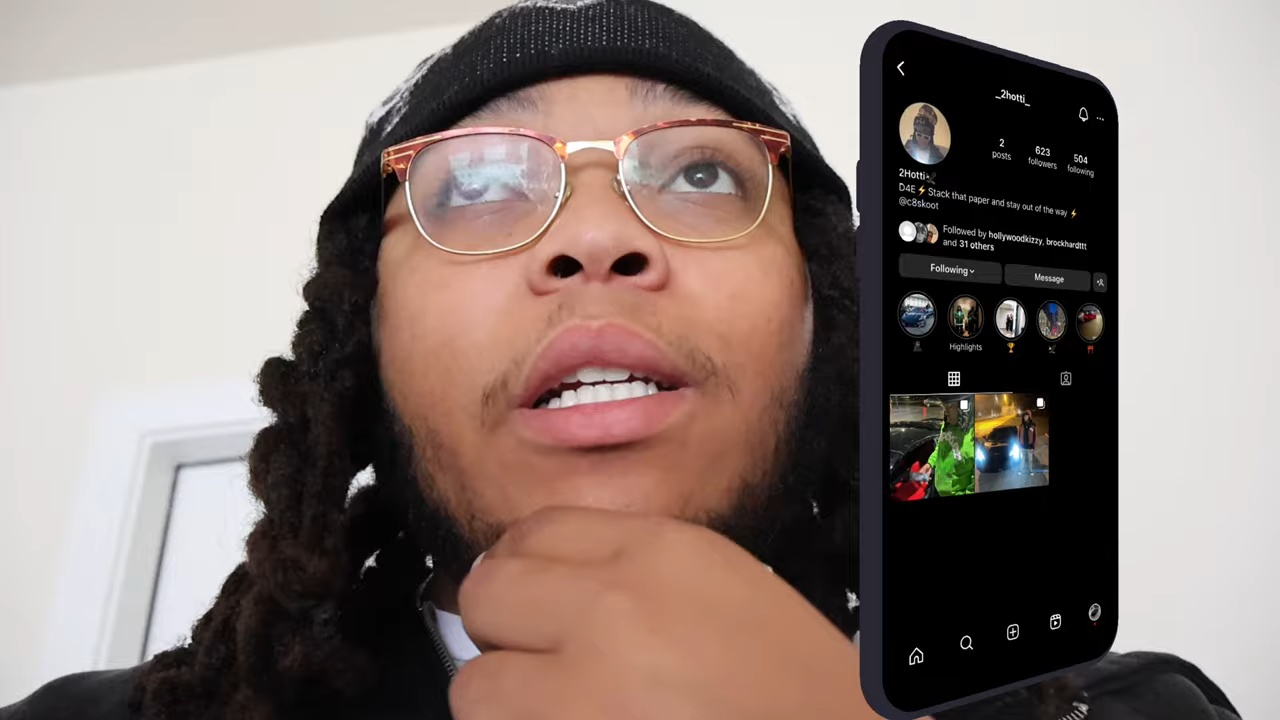 _2hotti_
2
posts
623
followers
504
following
2Hotti
D4E⚡Stack that paper and stay out of the way ⚡
@c8skoot
Followed by hollywoodkizzy, brockhardttt
and 31 others
Following
Message
Highlights